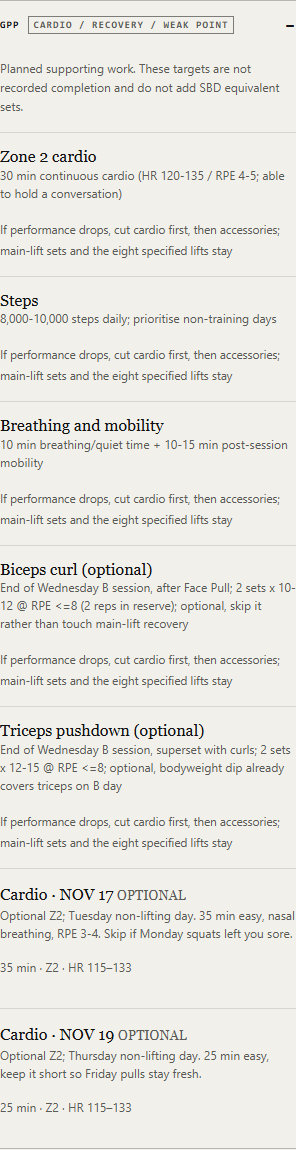 GPP CARDIO / RECOVERY / WEAK POINT –
Planned supporting work. These targets are not
recorded completion and do not add SBD equivalent
sets.
Zone 2 cardio
30 min continuous cardio (HR 120-135 / RPE 4-5; able
to hold a conversation)
If performance drops, cut cardio first, then accessories;
main-lift sets and the eight specified lifts stay
Steps
8,000-10,000 steps daily; prioritise non-training days
If performance drops, cut cardio first, then accessories;
main-lift sets and the eight specified lifts stay
Breathing and mobility
10 min breathing/quiet time + 10-15 min post-session
mobility
If performance drops, cut cardio first, then accessories;
main-lift sets and the eight specified lifts stay
Biceps curl (optional)
End of Wednesday B session, after Face Pull; 2 sets x 10-
12 @ RPE <=8 (2 reps in reserve); optional, skip it
rather than touch main-lift recovery
If performance drops, cut cardio first, then accessories;
main-lift sets and the eight specified lifts stay
Triceps pushdown (optional)
End of Wednesday B session, superset with curls; 2 sets
x 12-15 @ RPE <=8; optional, bodyweight dip already
covers triceps on B day
If performance drops, cut cardio first, then accessories;
main-lift sets and the eight specified lifts stay
Cardio · NOV 17 OPTIONAL
Optional Z2; Tuesday non-lifting day. 35 min easy, nasal
breathing, RPE 3-4. Skip if Monday squats left you sore.
35 min · Z2 · HR 115–133
Cardio · NOV 19 OPTIONAL
Optional Z2; Thursday non-lifting day. 25 min easy,
keep it short so Friday pulls stay fresh.
25 min · Z2 · HR 115–133